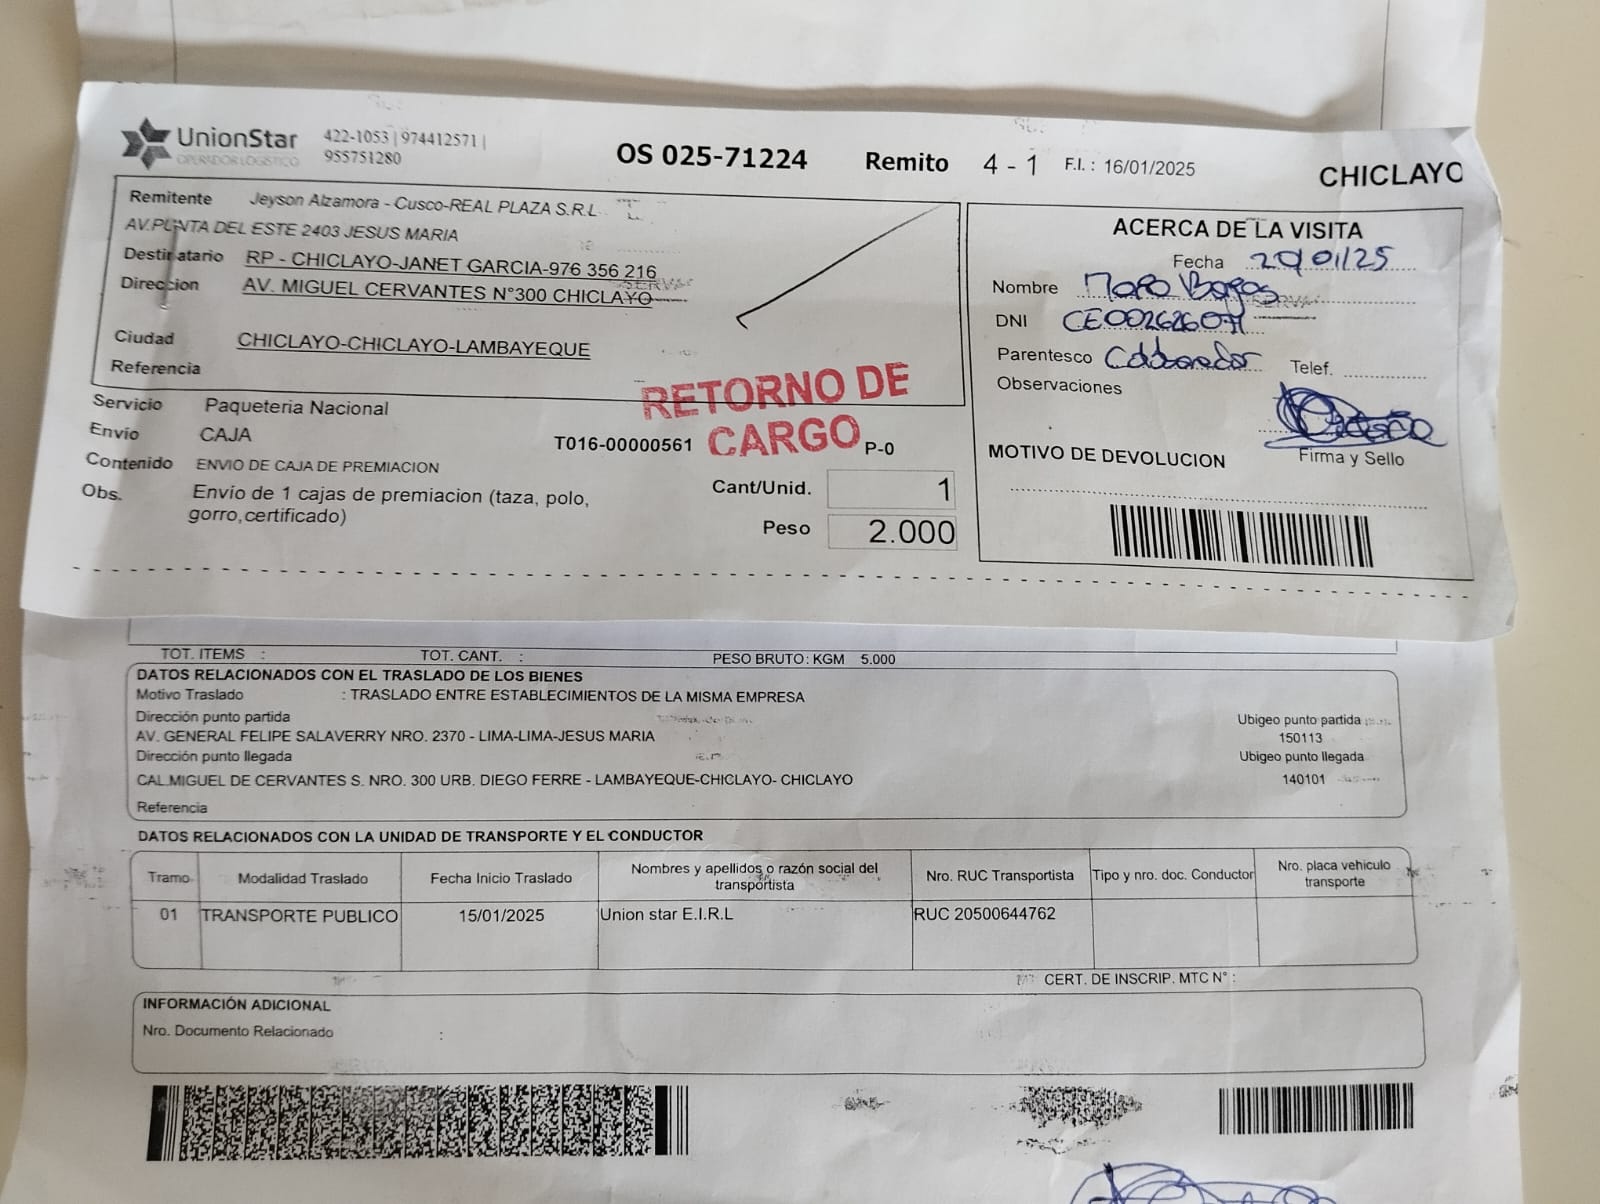 UnionStar
OPERADOR LOGISTICO
422-1053 | 974412571 |
955751280
OS 025-71224 Remito 4 - 1 F.I. : 16/01/2025
CHICLAYO
Remitente Jeyson Alzamora - Cusco-REAL PLAZA S.R.L
AV.PUNTA DEL ESTE 2403 JESUS MARIA
Destinatario RP - CHICLAYO-JANET GARCIA-976 356 216
Direccion AV. MIGUEL CERVANTES N°300 CHICLAYO
Ciudad CHICLAYO-CHICLAYO-LAMBAYEQUE
Referencia
Servicio Paqueteria Nacional
Envío CAJA
T016-00000561
RETORNO DE
CARGO
P-0
Contenido ENVIO DE CAJA DE PREMIACION
Obs. Envío de 1 cajas de premiacion (taza, polo,
gorro,certificado)
Cant/Unid. 1
Peso 2.000
ACERCA DE LA VISITA
Fecha 20/01/25
Nombre
DNI
Parentesco Colaborador Telef.
Observaciones
Firma y Sello
MOTIVO DE DEVOLUCION
TOT. ITEMS : TOT. CANT. : PESO BRUTO: KGM 5.000
DATOS RELACIONADOS CON EL TRASLADO DE LOS BIENES
Motivo Traslado : TRASLADO ENTRE ESTABLECIMIENTOS DE LA MISMA EMPRESA
Dirección punto partida Ubigeo punto partida
AV. GENERAL FELIPE SALAVERRY NRO. 2370 - LIMA-LIMA-JESUS MARIA 150113
Dirección punto llegada Ubigeo punto llegada
CAL.MIGUEL DE CERVANTES S. NRO. 300 URB. DIEGO FERRE - LAMBAYEQUE-CHICLAYO- CHICLAYO 140101
Referencia
DATOS RELACIONADOS CON LA UNIDAD DE TRANSPORTE Y EL CONDUCTOR
Tramo Modalidad Traslado Fecha Inicio Traslado Nombres y apellidos o razón social del transportista Nro. RUC Transportista Tipo y nro. doc. Conductor Nro. placa vehiculo transporte
01 TRANSPORTE PUBLICO 15/01/2025 Union star E.I.R.L RUC 20500644762
CERT. DE INSCRIP. MTC N° :
INFORMACIÓN ADICIONAL
Nro. Documento Relacionado :